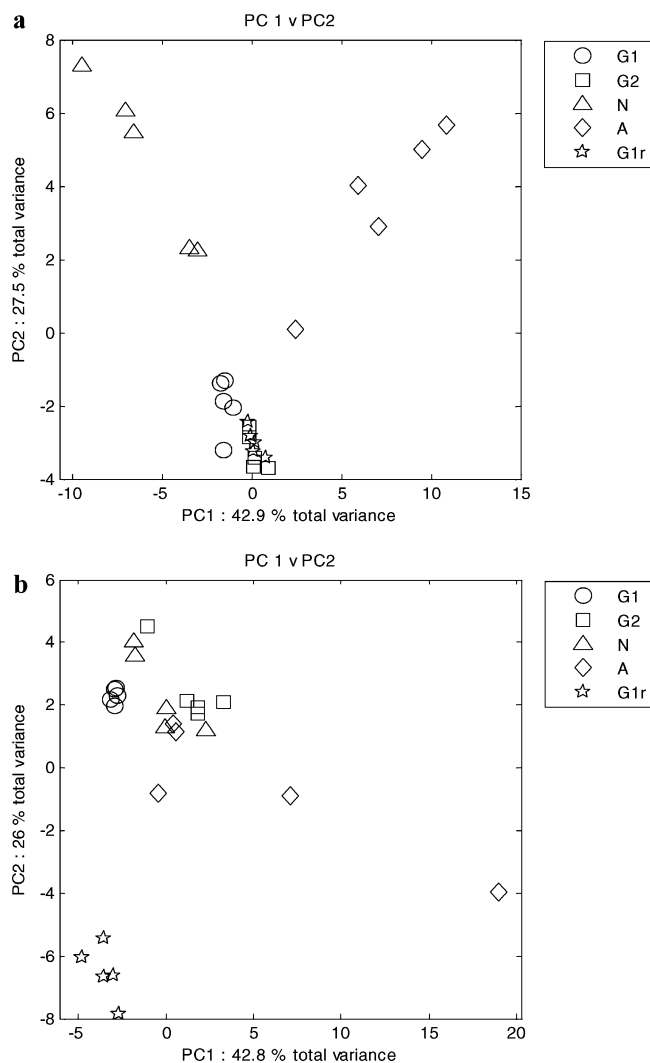 a
PC 1 v PC2
8
6
4
2
0
-2
-4
-10 -5 0 5 10 15
PC2 : 27.5 % total variance
PC1 : 42.9 % total variance
G1
G2
N
A
G1r
b
PC 1 v PC2
6
4
2
0
-2
-4
-6
-8
-5 0 5 10 15 20
PC2 : 26 % total variance
PC1 : 42.8 % total variance
G1
G2
N
A
G1r